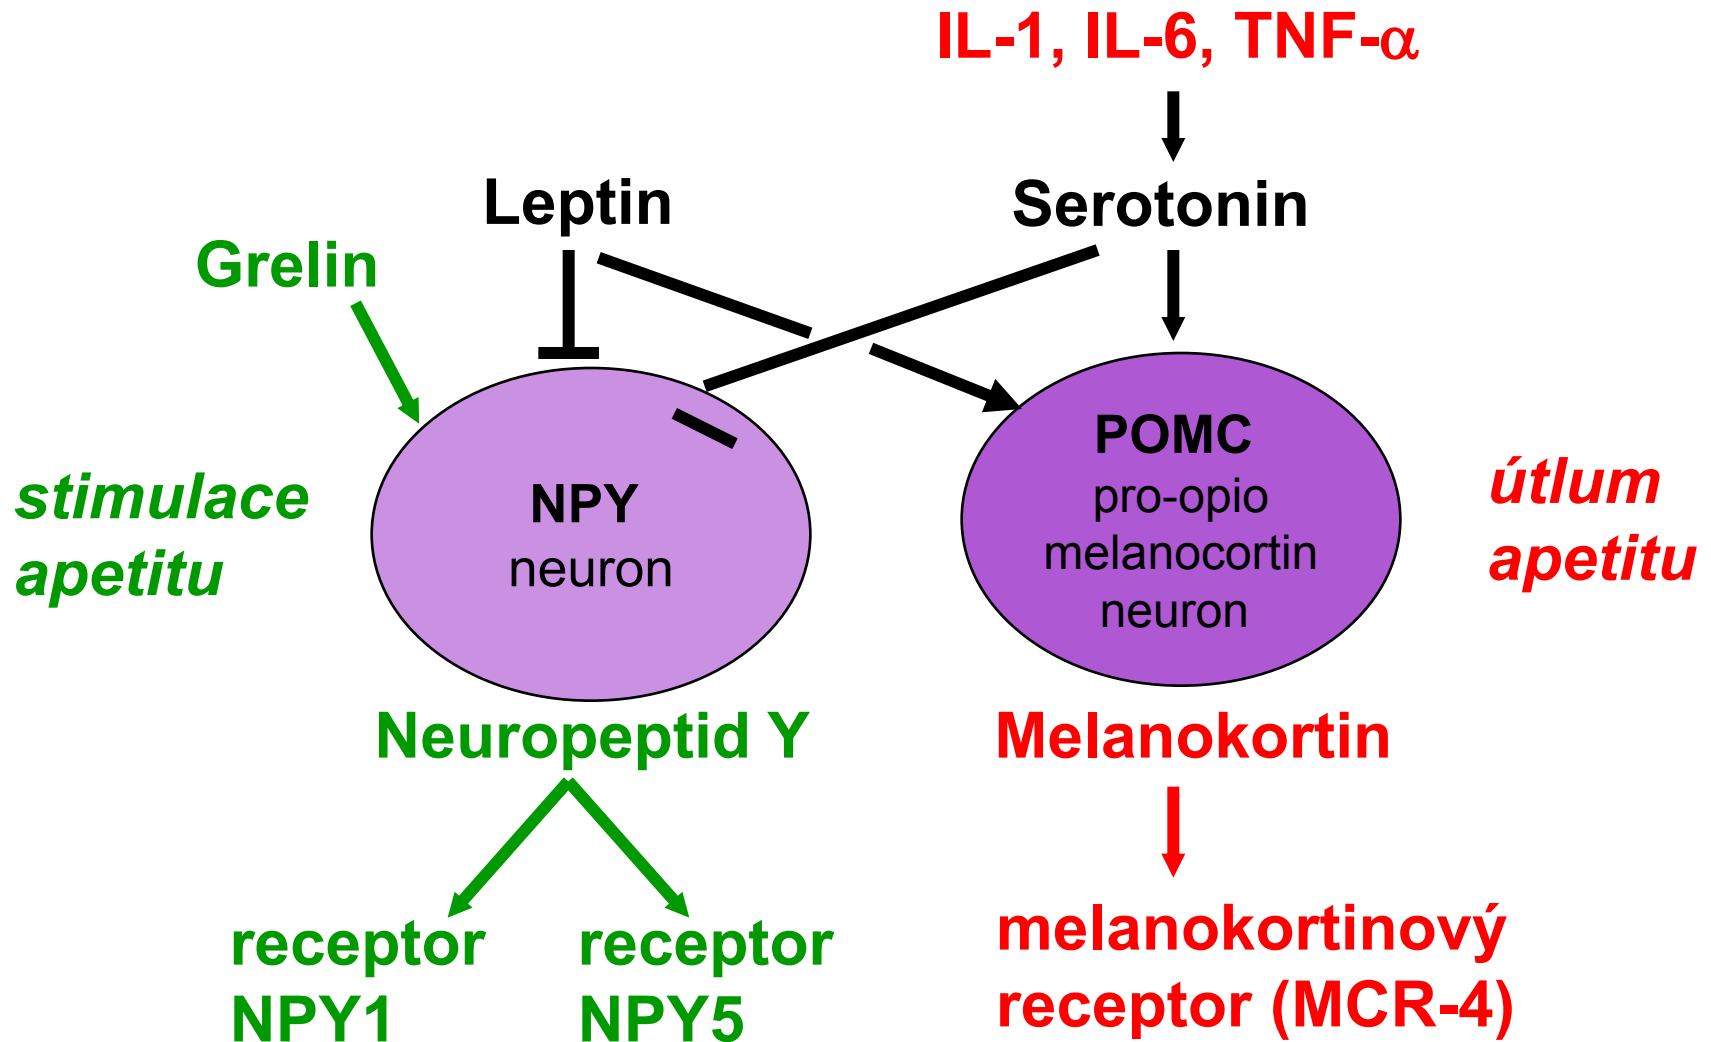 IL-1, IL-6, TNF-α
Leptin
Serotonin
Grelin
stimulace
apetitu
NPY
neuron
POMC
pro-opio
melanocortin
neuron
útlum
apetitu
Neuropeptid Y
Melanokortin
receptor
NPY1
receptor
NPY5
melanokortinový
receptor (MCR-4)